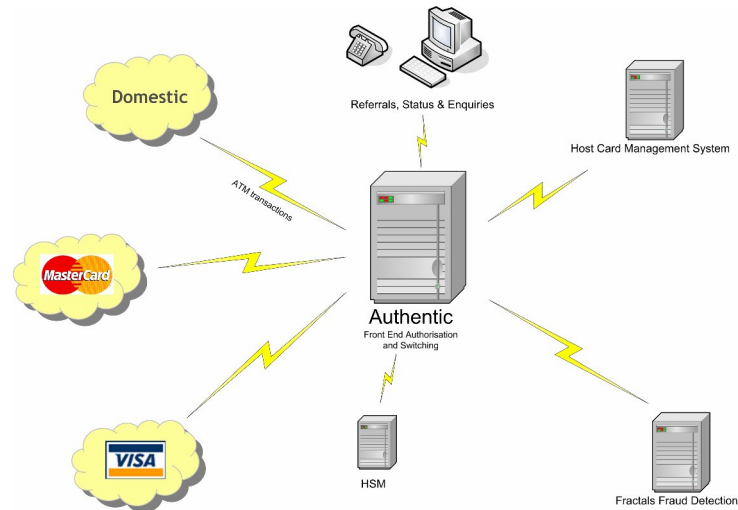 Domestic
Referrals, Status & Enquiries
Host Card Management System
ATM transactions
MasterCard
Authentic
Front End Authorisation
and Switching
VISA
HSM
Fractals Fraud Detection